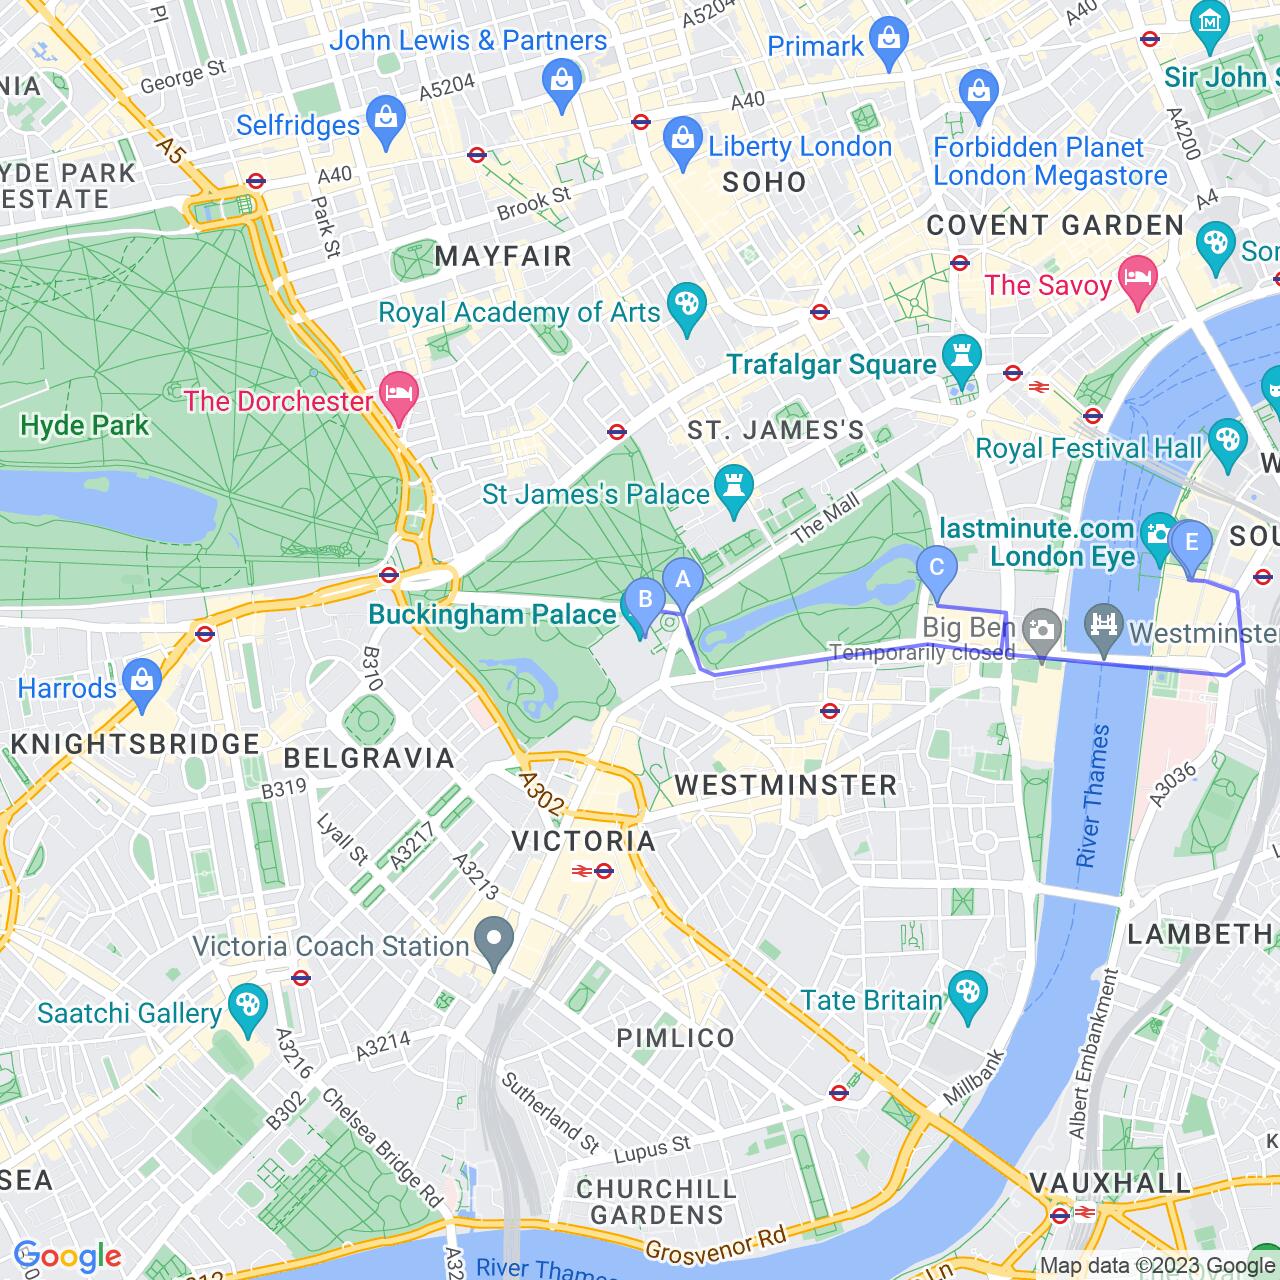 A5204
A40
John Lewis & Partners
Primark
George St
A5204
Sir John S
NIA
A40
Selfridges
A5
Liberty London
Forbidden Planet
London Megastore
A4200
YDE PARK
ESTATE
A40
SOHO
Park St
Brook St
A4
COVENT GARDEN
MAYFAIR
Son
The Savoy
Royal Academy of Arts
Trafalgar Square
The Dorchester
Hyde Park
ST. JAMES'S
Royal Festival Hall
W
St James's Palace
The Mall
lastminute.com
London Eye
E
SOU
C
A
B
Buckingham Palace
Big Ben
Temporarily closed
Westminster
B370
Harrods
KNIGHTSBRIDGE
BELGRAVIA
WESTMINSTER
River Thames
A3036
B319
A302
Lyall St
A3217
VICTORIA
A3213
Victoria Coach Station
LAMBETH
Saatchi Gallery
Tate Britain
A3216
A3214
PIMLICO
Albert Embankment
B302
Chelsea Bridge Rd
Sutherland St
Millbank
Lupus St
K
SEA
CHURCHILL
GARDENS
VAUXHALL
Google
A32
Grosvenor Rd
River Thames
Ln
Map data ©2023 Google